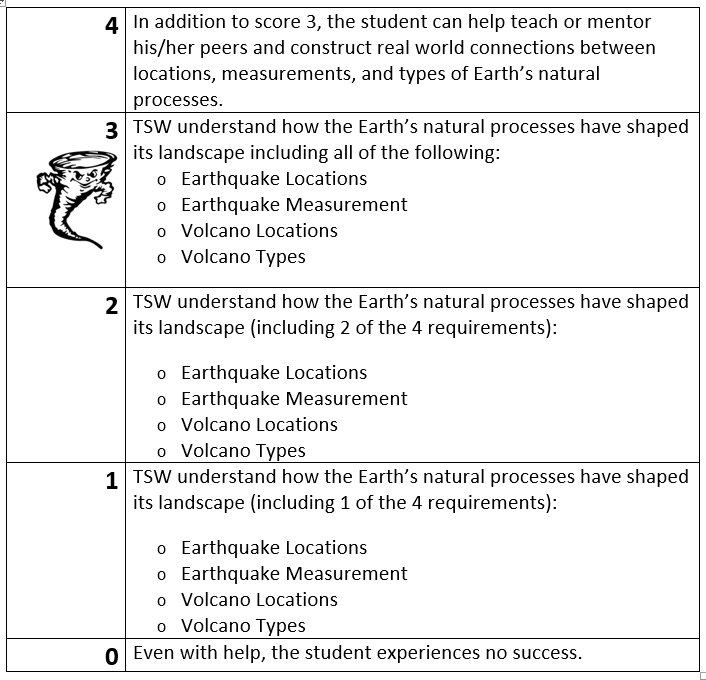 4
In addition to score 3, the student can help teach or mentor
his/her peers and construct real world connections between
locations, measurements, and types of Earth’s natural
processes.
3
TSW understand how the Earth’s natural processes have shaped
its landscape including all of the following:
o Earthquake Locations
o Earthquake Measurement
o Volcano Locations
o Volcano Types
2
TSW understand how the Earth’s natural processes have shaped
its landscape (including 2 of the 4 requirements):
o Earthquake Locations
o Earthquake Measurement
o Volcano Locations
o Volcano Types
1
TSW understand how the Earth’s natural processes have shaped
its landscape (including 1 of the 4 requirements):
o Earthquake Locations
o Earthquake Measurement
o Volcano Locations
o Volcano Types
0
Even with help, the student experiences no success.